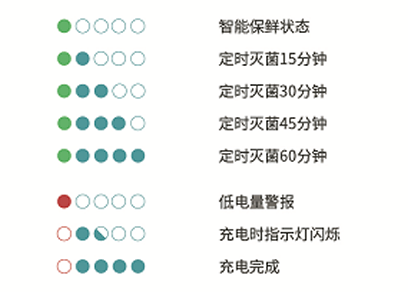 智能保鲜状态
定时灭菌15分钟
定时灭菌30分钟
定时灭菌45分钟
定时灭菌60分钟
低电量警报
充电时指示灯闪烁
充电完成